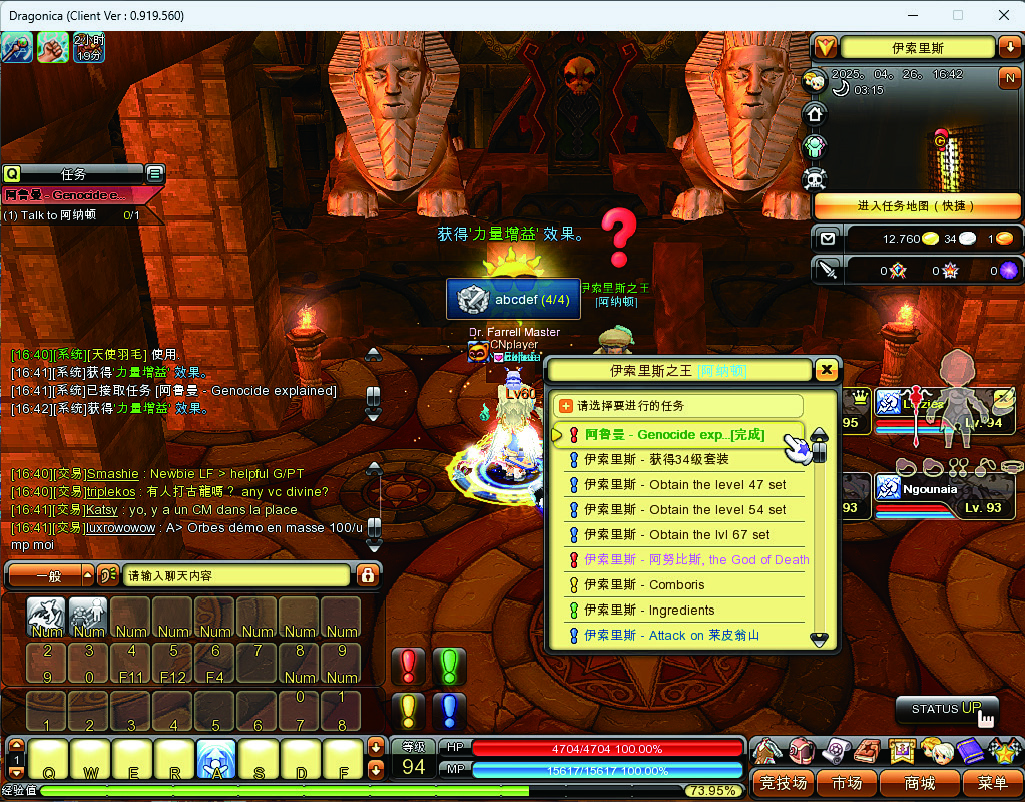 Dragonica (Client Ver : 0.919.560)
2小时
19分
伊索里斯
N
2025。 04。 26。 16:42
03:15
进入任务地图 ( 快捷 )
12.760 34 1
0 0 0
Q 任务
阿鲁曼 - Genocide e...
(1) Talk to 阿纳顿 0/1
获得'力量增益' 效果。
abcdef (4/4)
伊索里斯之王
[阿纳顿]
Dr. Farrell Master
CNplayer
Lv60
[16:40][系统][天使羽毛] 使用.
[16:41][系统]获得'力量增益' 效果。
[16:41][系统]已接取任务 [阿鲁曼 - Genocide explained]
[16:42][系统]获得'力量增益' 效果。
[16:40][交易]Smashie : Newbie LF > helpful G/PT
[16:40][交易]triplekos : 有人打古龍嗎？ any vc divine?
[16:41][交易]Katsy : yo, y a un CM dans la place
[16:41][交易]luxrowowow : A> Orbes démo en masse 100/u
mp moi
一般
请输入聊天内容
伊索里斯之王 [阿纳顿]
请选择要进行的任务
阿鲁曼 - Genocide exp...[完成]
伊索里斯 - 获得34级套装
伊索里斯 - Obtain the level 47 set
伊索里斯 - Obtain the level 54 set
伊索里斯 - Obtain the lvl 67 set
伊索里斯 - 阿努比斯, the God of Death
伊索里斯 - Comboris
伊索里斯 - Ingredients
伊索里斯 - Attack on 莱皮翁山
95
Lv. 94
93
Ngounaia
Lv. 93
Num Num Num Num Num Num Num Num
2 3 4 5 6 7 8 9
9 0 F11 F12 F4 Num Num
0 1
1 2 3 4 5 6 7 8
STATUS UP
1
Q W E R A S D F
等级
94
HP 4704/4704 100.00%
MP 15617/15617 100.00%
竞技场 市场 商城 菜单
经验值 73.95%